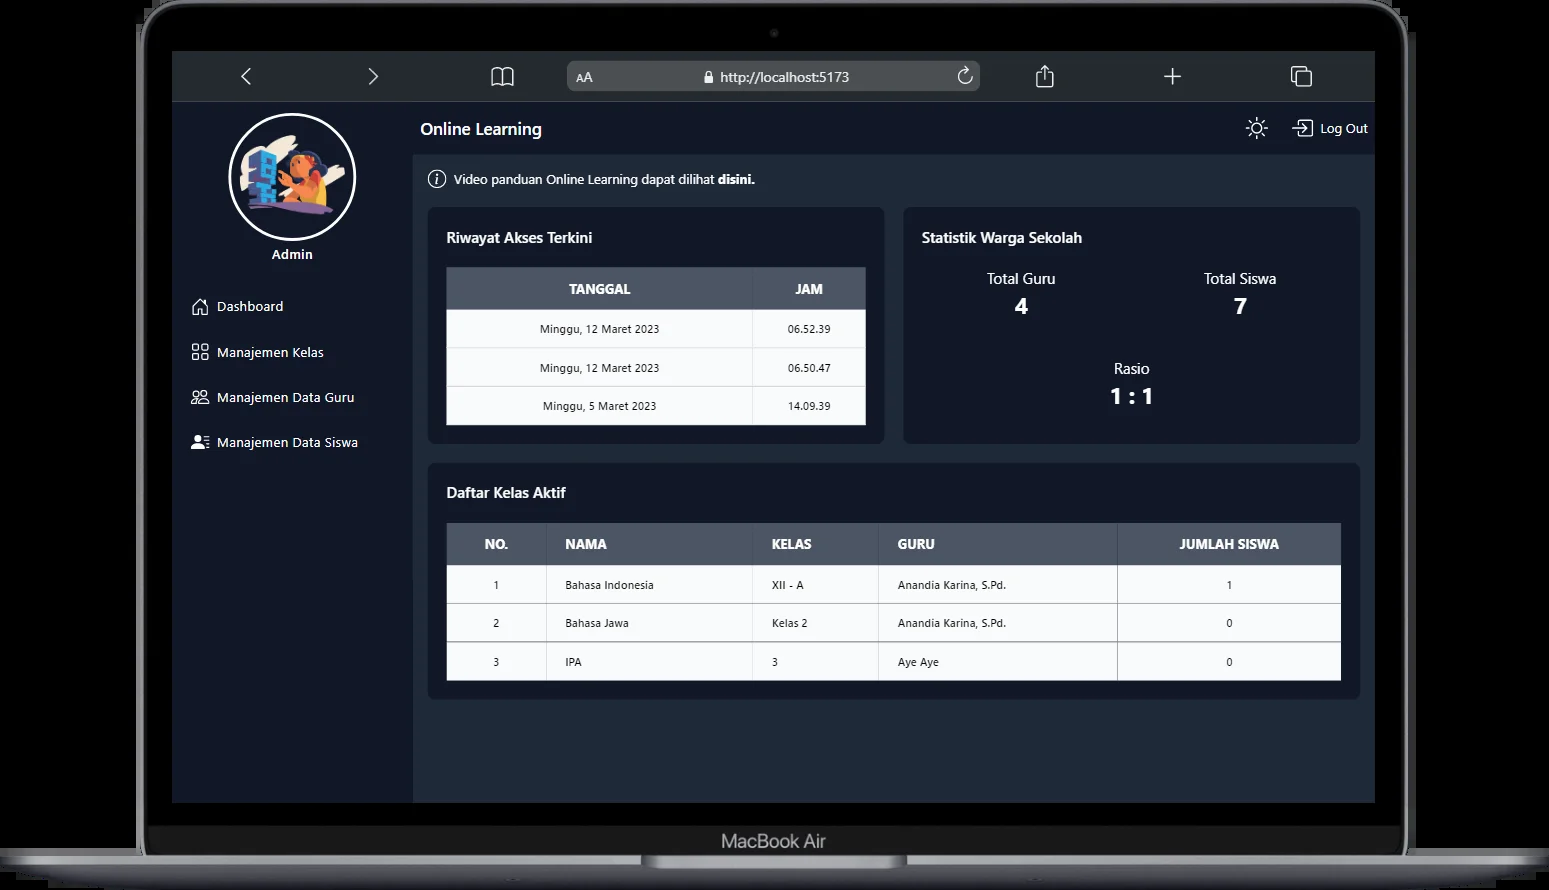 AA http://localhost:5173
Online Learning
Log Out
Admin
Dashboard
Manajemen Kelas
Manajemen Data Guru
Manajemen Data Siswa
Video panduan Online Learning dapat dilihat disini.
Riwayat Akses Terkini
TANGGAL JAM
Minggu, 12 Maret 2023 06.52.39
Minggu, 12 Maret 2023 06.50.47
Minggu, 5 Maret 2023 14.09.39
Statistik Warga Sekolah
Total Guru Total Siswa
4 7
Rasio
1 : 1
Daftar Kelas Aktif
NO. NAMA KELAS GURU JUMLAH SISWA
1 Bahasa Indonesia XII - A Anandia Karina, S.Pd. 1
2 Bahasa Jawa Kelas 2 Anandia Karina, S.Pd. 0
3 IPA 3 Aye Aye 0
MacBook Air